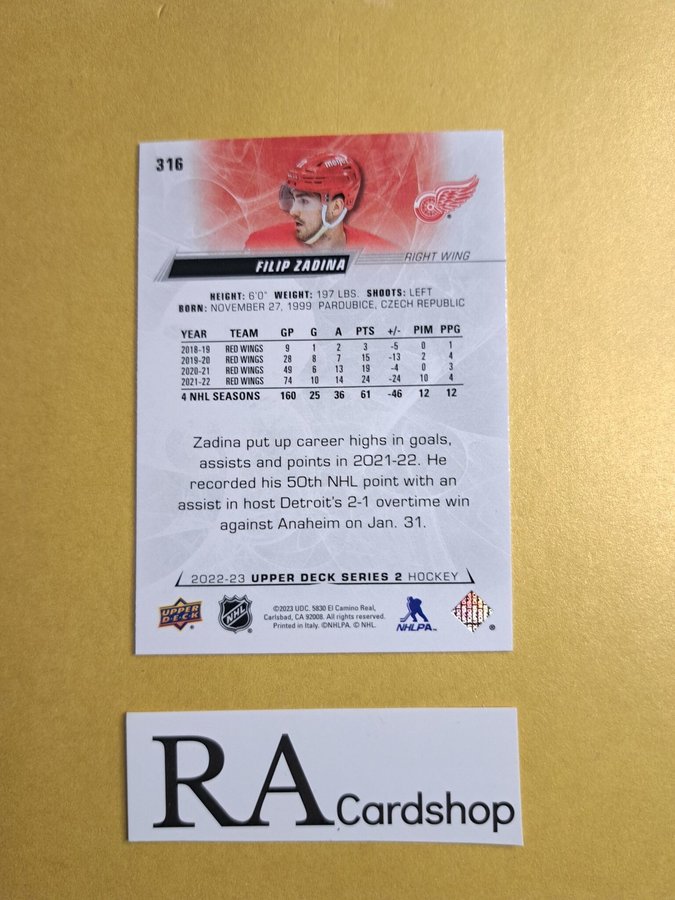 316
meijer
FILIP ZADINA
RIGHT WING
HEIGHT: 6'0" WEIGHT: 197 LBS. SHOOTS: LEFT
BORN: NOVEMBER 27, 1999 PARDUBICE, CZECH REPUBLIC
YEAR TEAM GP G A PTS +/- PIM PPG
2018-19 RED WINGS 9 1 2 3 -5 0 1
2019-20 RED WINGS 28 8 7 15 -13 2 4
2020-21 RED WINGS 49 6 13 19 -4 0 3
2021-22 RED WINGS 74 10 14 24 -24 10 4
4 NHL SEASONS 160 25 36 61 -46 12 12
Zadina put up career highs in goals,
assists and points in 2021-22. He
recorded his 50th NHL point with an
assist in host Detroit's 2-1 overtime win
against Anaheim on Jan. 31.
2022-23 UPPER DECK SERIES 2 HOCKEY
UPPER DECK
NHL
©2023 UDC. 5830 El Camino Real,
Carlsbad, CA 92008. All rights reserved.
Printed in Italy. ©NHLPA. © NHL.
NHLPA™
®
RA Cardshop